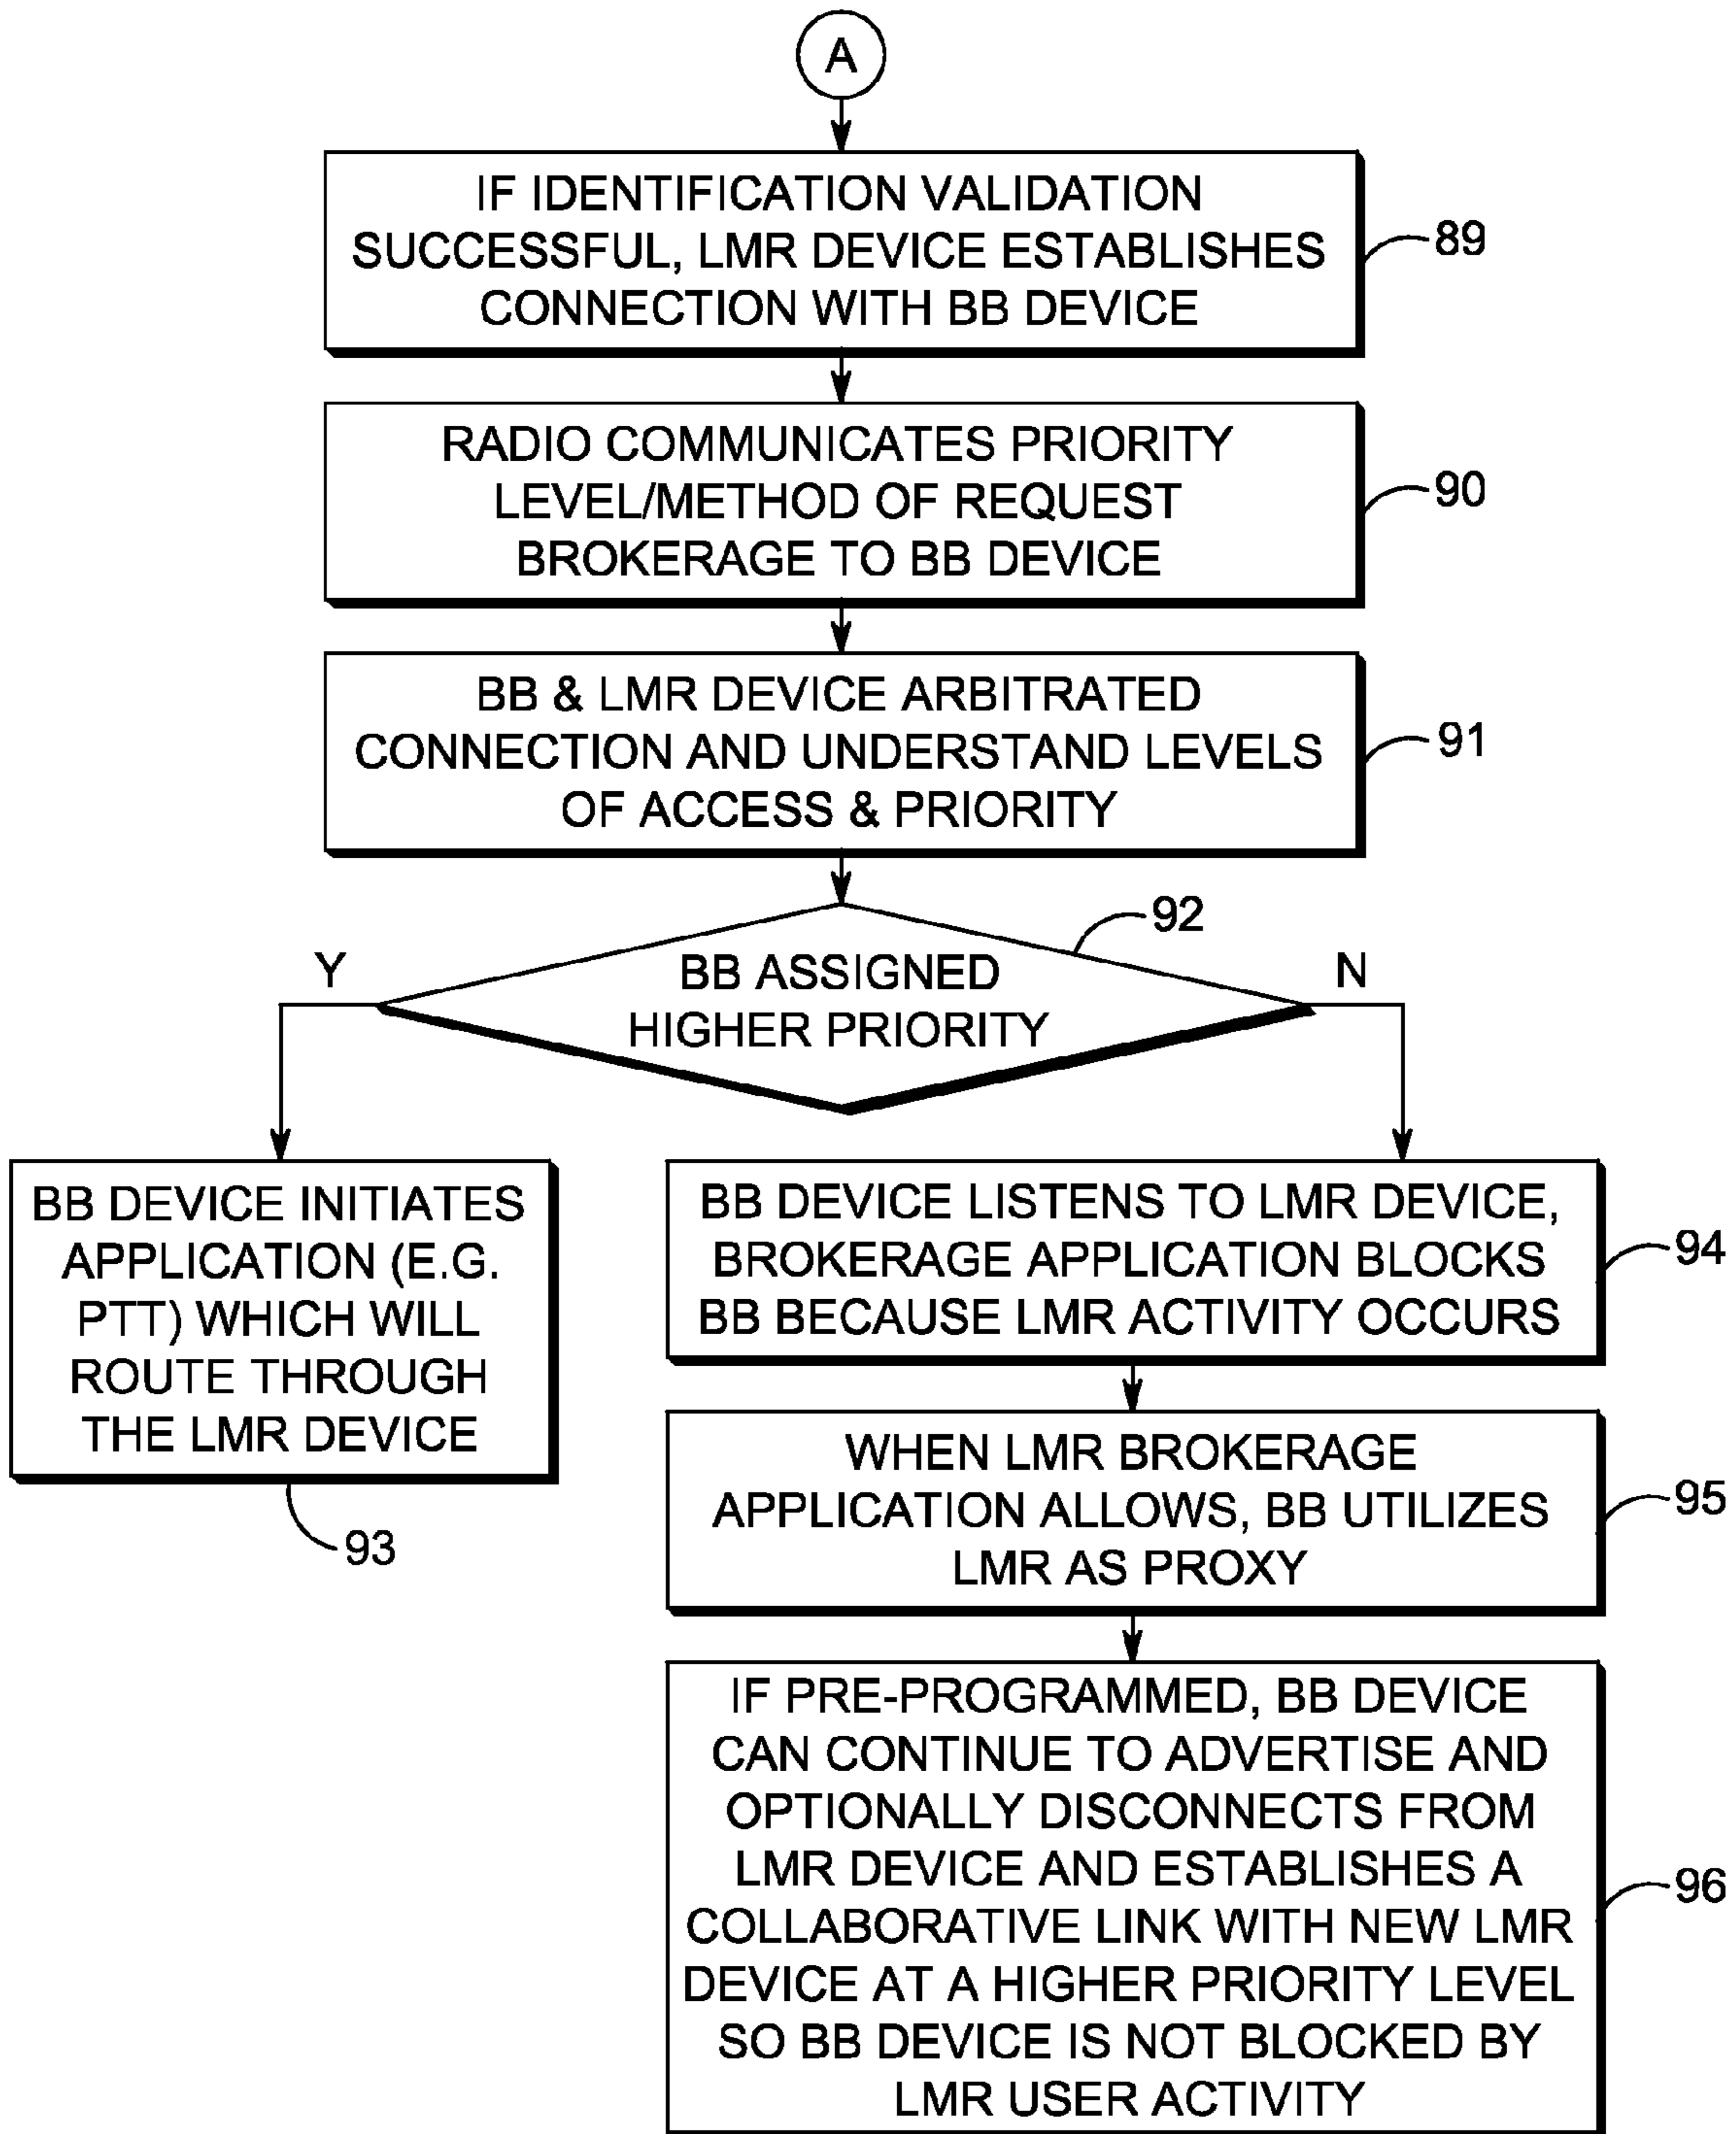 A
IF IDENTIFICATION VALIDATION
SUCCESSFUL, LMR DEVICE ESTABLISHES
CONNECTION WITH BB DEVICE
89
RADIO COMMUNICATES PRIORITY
LEVEL/METHOD OF REQUEST
BROKERAGE TO BB DEVICE
90
BB & LMR DEVICE ARBITRATED
CONNECTION AND UNDERSTAND LEVELS
OF ACCESS & PRIORITY
91
92
BB ASSIGNED
HIGHER PRIORITY
Y
N
BB DEVICE INITIATES
APPLICATION (E.G.
PTT) WHICH WILL
ROUTE THROUGH
THE LMR DEVICE
93
BB DEVICE LISTENS TO LMR DEVICE,
BROKERAGE APPLICATION BLOCKS
BB BECAUSE LMR ACTIVITY OCCURS
94
WHEN LMR BROKERAGE
APPLICATION ALLOWS, BB UTILIZES
LMR AS PROXY
95
IF PRE-PROGRAMMED, BB DEVICE
CAN CONTINUE TO ADVERTISE AND
OPTIONALLY DISCONNECTS FROM
LMR DEVICE AND ESTABLISHES A
COLLABORATIVE LINK WITH NEW LMR
DEVICE AT A HIGHER PRIORITY LEVEL
SO BB DEVICE IS NOT BLOCKED BY
LMR USER ACTIVITY
96